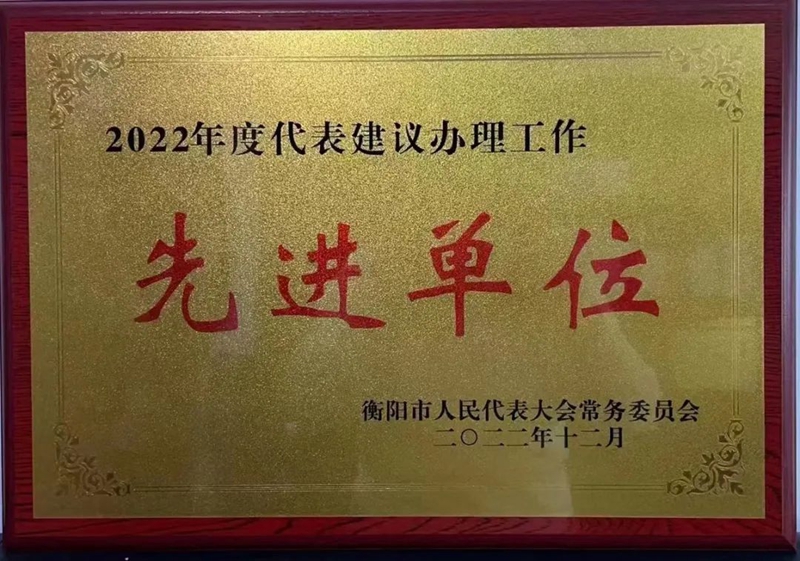 2022年度代表建议办理工作
先进单位
衡阳市人民代表大会常务委员会
二〇二二年十二月